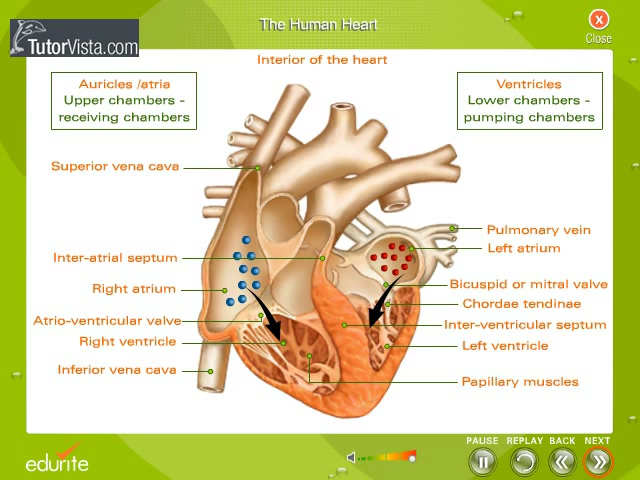 The Human Heart
X
Close
TutorVista.com
Interior of the heart
Auricles /atria
Upper chambers -
receiving chambers
Ventricles
Lower chambers -
pumping chambers
Superior vena cava
Inter-atrial septum
Right atrium
Atrio-ventricular valve
Right ventricle
Inferior vena cava
Pulmonary vein
Left atrium
Bicuspid or mitral valve
Chordae tendinae
Inter-ventricular septum
Left ventricle
Papillary muscles
edurite
PAUSE REPLAY BACK NEXT